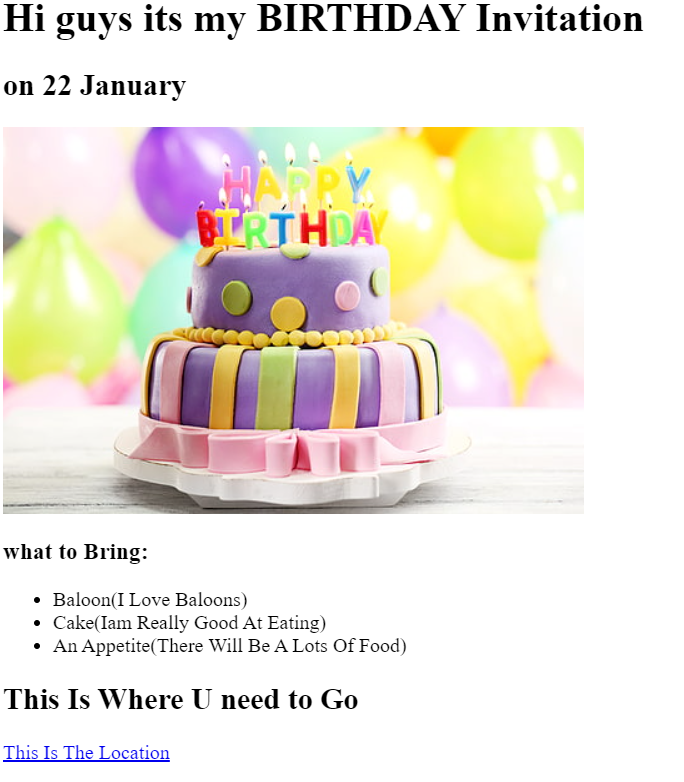 Hi guys its my BIRTHDAY Invitation
on 22 January
HAPPY
BIRTHDAY
what to Bring:
Baloon(I Love Baloons)
Cake(Iam Really Good At Eating)
An Appetite(There Will Be A Lots Of Food)
This Is Where U need to Go
This Is The Location